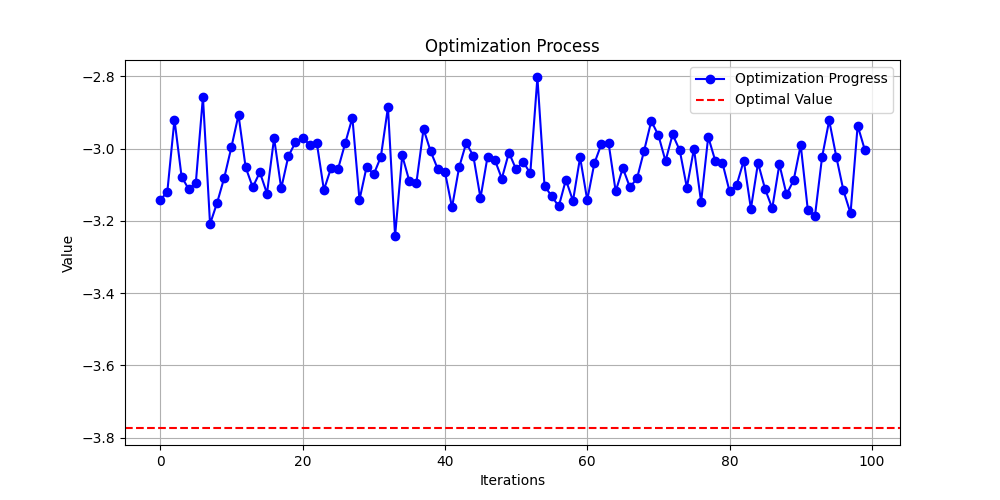 Optimization Process
Optimization Progress
Optimal Value
Value
−2.8
−3.0
−3.2
−3.4
−3.6
−3.8
0 20 40 60 80 100
Iterations